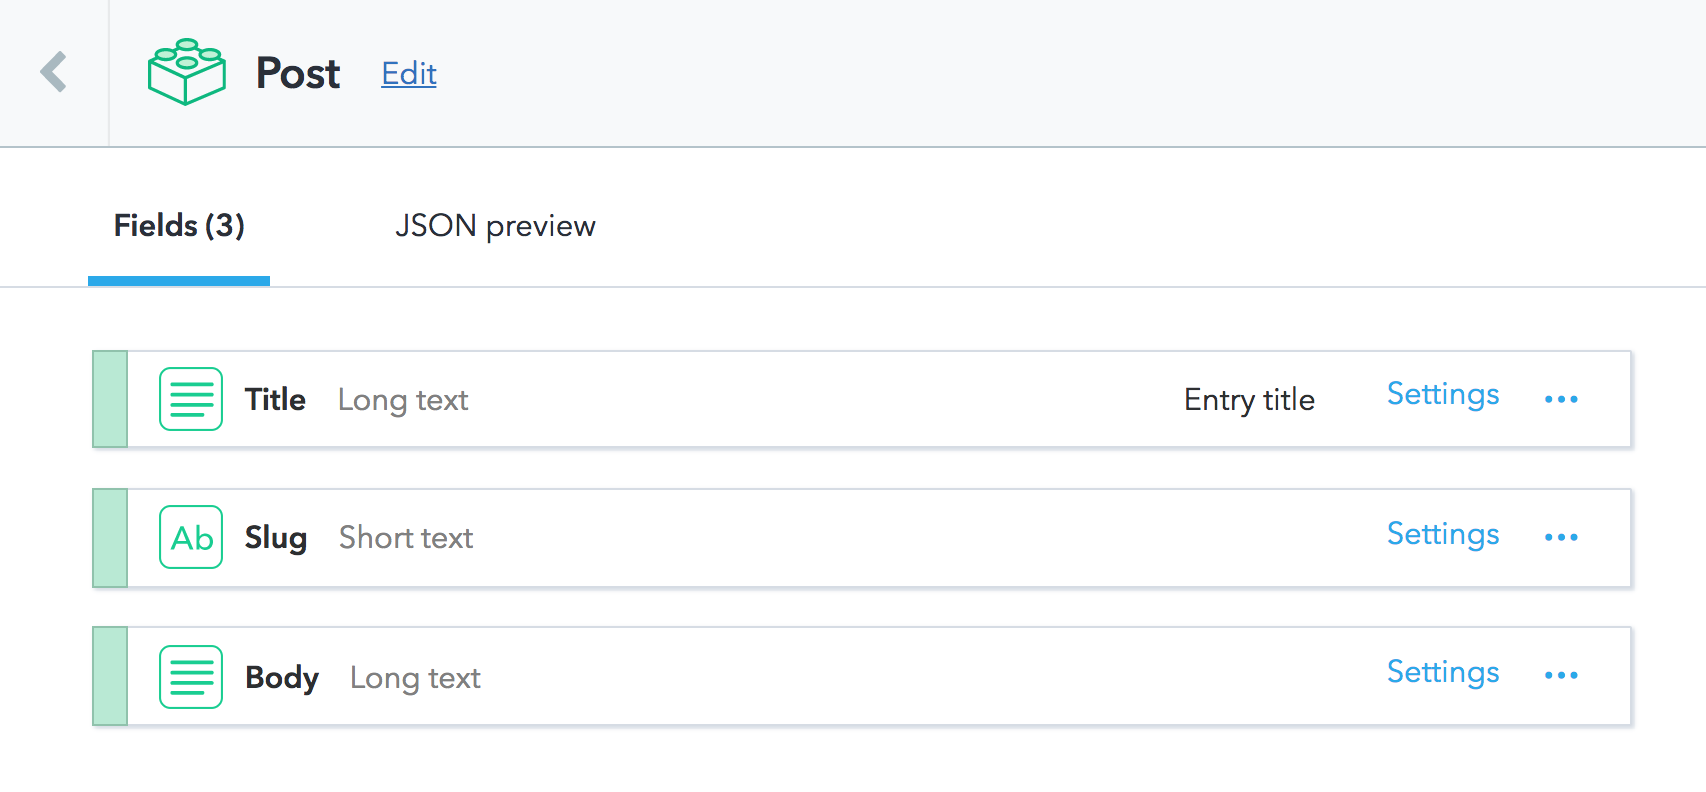 Post Edit
Fields (3) JSON preview
Title Long text Entry title Settings
Ab Slug Short text Settings
Body Long text Settings